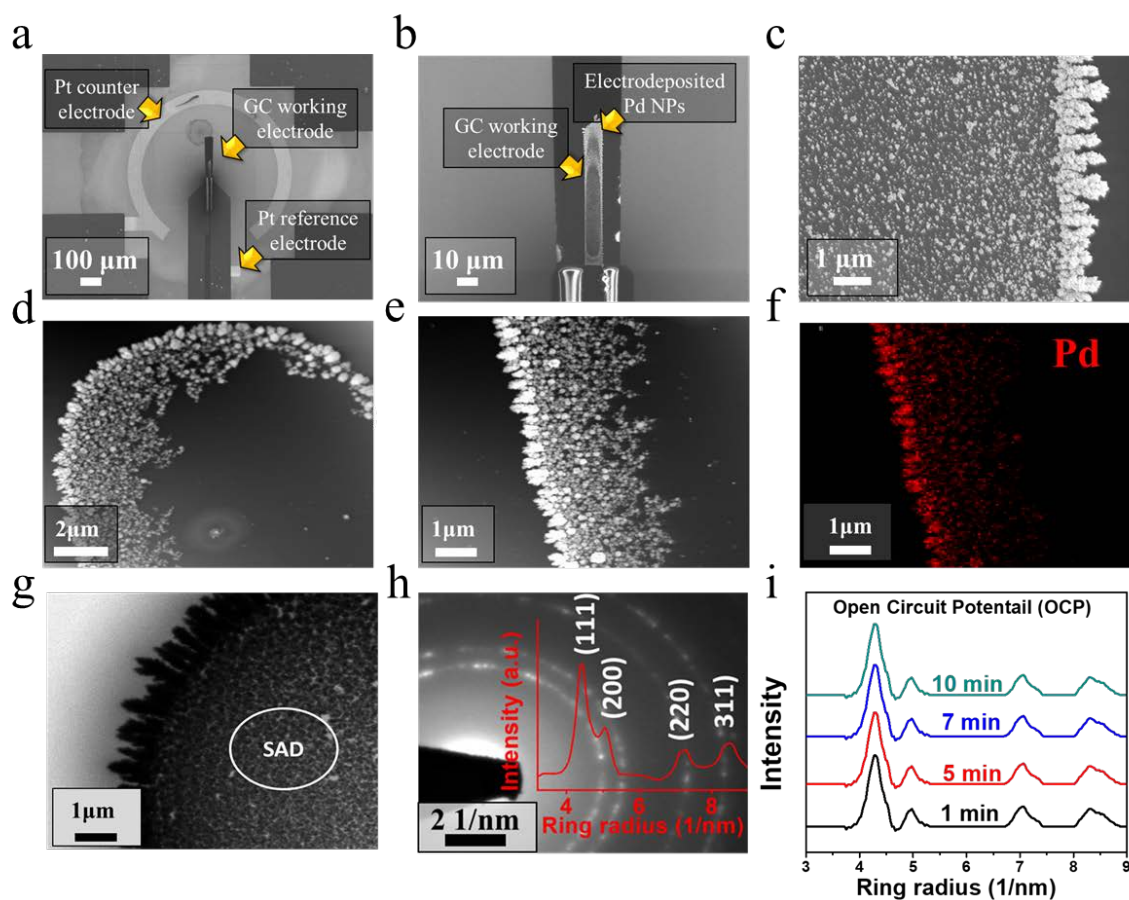 a
Pt counter
electrode
GC working
electrode
Pt reference
electrode
100 µm
b
Electrodeposited
Pd NPs
GC working
electrode
10 µm
c
1 µm
d
2µm
e
1µm
f
Pd
1µm
g
SAD
1µm
h
(111)
(200)
(220)
311)
Intensity (a.u.)
4 6 8
Ring radius (1/nm)
2 1/nm
i
Open Circuit Potentail (OCP)
10 min
7 min
5 min
1 min
Intensity
3 4 5 6 7 8 9
Ring radius (1/nm)